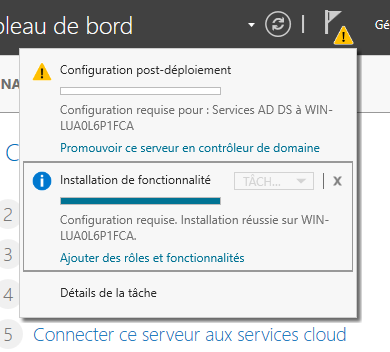 leau de bord
Gé
Configuration post-déploiement
Configuration requise pour : Services AD DS à WIN-
LUA0L6P1FCA
Promouvoir ce serveur en contrôleur de domaine
Installation de fonctionnalité
TÂCH...
X
Configuration requise. Installation réussie sur WIN-
LUA0L6P1FCA.
Ajouter des rôles et fonctionnalités
Détails de la tâche
NA
C
2
3
4
5 Connecter ce serveur aux services cloud